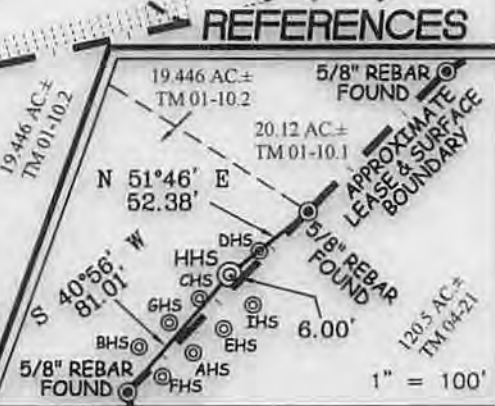 REFERENCES
19.446 AC.±
TM 01-10.2
19.446 AC.±
TM 01-10.2
5/8" REBAR
FOUND
20.12 AC.±
TM 01-10.1
APPROXIMATE
LEASE & SURFACE
BOUNDARY
N 51°46' E
52.38'
DHS
5/8" REBAR
FOUND
HHS
S 40°56' W
81.01'
CHS
GHS
IHS
6.00'
BHS
EHS
AHS
FHS
5/8" REBAR
FOUND
120.5 AC.±
TM 04-21
1" = 100'